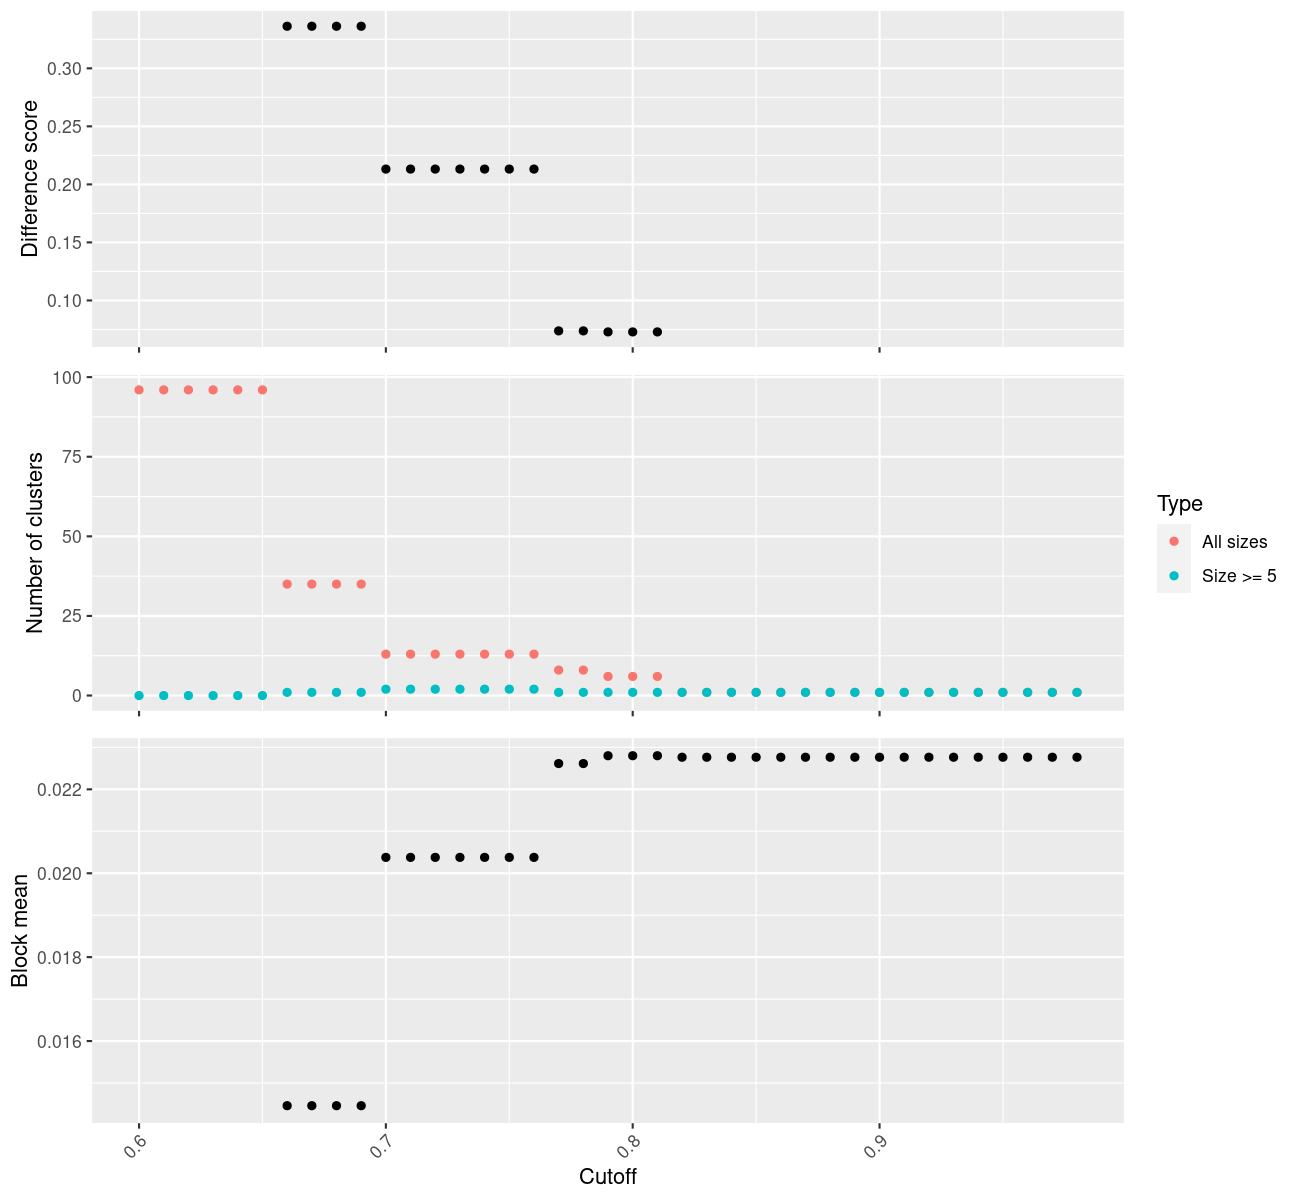 Difference score
0.30
0.25
0.20
0.15
0.10
Number of clusters
100
75
50
25
0
Type
All sizes
Size >= 5
Block mean
0.022
0.020
0.018
0.016
0.6
0.7
0.8
0.9
Cutoff